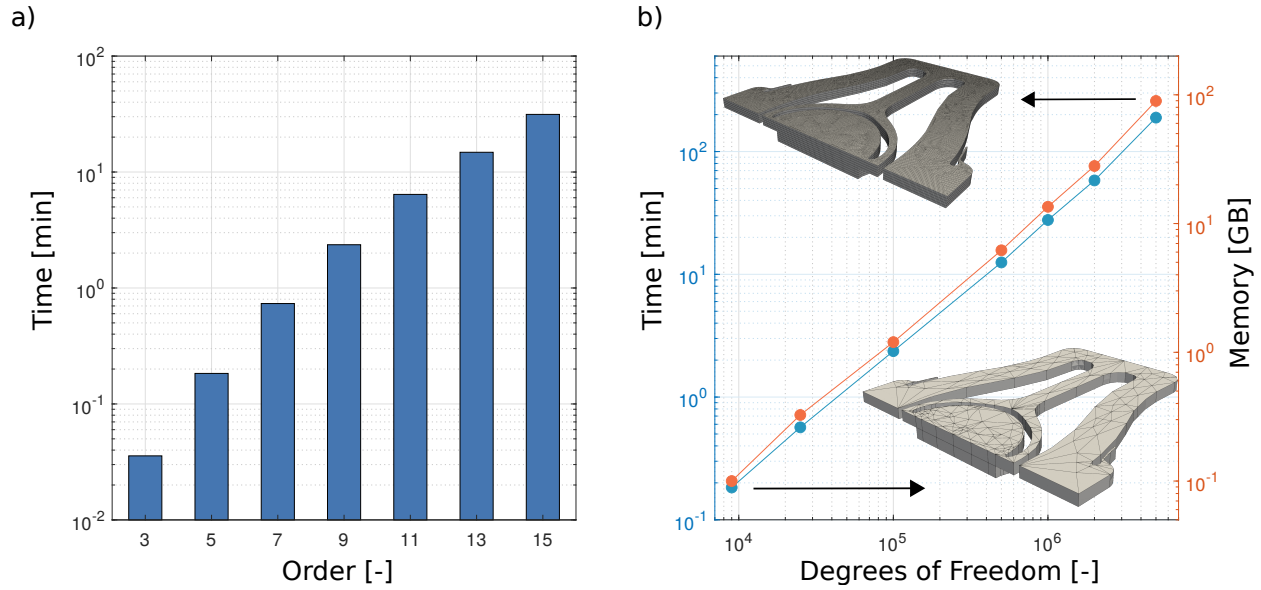 a)
10^2
10^1
10^0
10^-1
10^-2
Time [min]
3 5 7 9 11 13 15
Order [-]
b)
10^2
10^1
10^0
10^-1
Time [min]
10^4 10^5 10^6
Degrees of Freedom [-]
10^2
10^1
10^0
10^-1
Memory [GB]